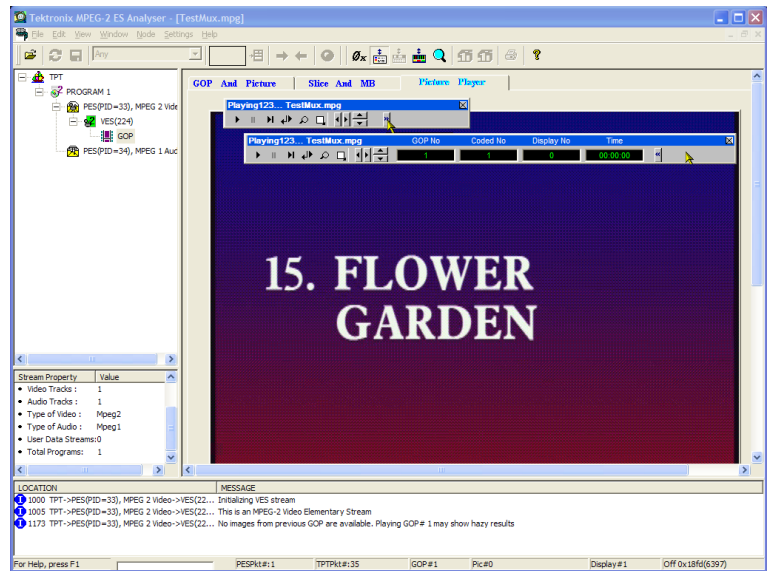 Tektronix MPEG-2 ES Analyser - [TestMux.mpg]
File Edit View Window Node Settings Help
Any
TPT
PROGRAM 1
PES(PID=33), MPEG 2 Vide
VES(224)
GOP
PES(PID=34), MPEG 1 Auc
GOP And Picture | Slice And MB Picture Player |
Playing123... TestMux.mpg
Playing123... TestMux.mpg GOP No Coded No Display No Time
1 1 0 00:00:00
15. FLOWER
GARDEN
Stream Property Value
Video Tracks : 1
Audio Tracks : 1
Type of Video : Mpeg2
Type of Audio : Mpeg1
User Data Streams:0
Total Programs: 1
LOCATION MESSAGE
1000 TPT->PES(PID=33), MPEG 2 Video->VES(22... Initializing VES stream
1005 TPT->PES(PID=33), MPEG 2 Video->VES(22... This is an MPEG-2 Video Elementary Stream
1173 TPT->PES(PID=33), MPEG 2 Video->VES(22... No images from previous GOP are available. Playing GOP# 1 may show hazy results
For Help, press F1 PESPkt#:1 TPTPkt#:35 GOP#1 Pic#0 Display#1 Off 0x18fd(6397)